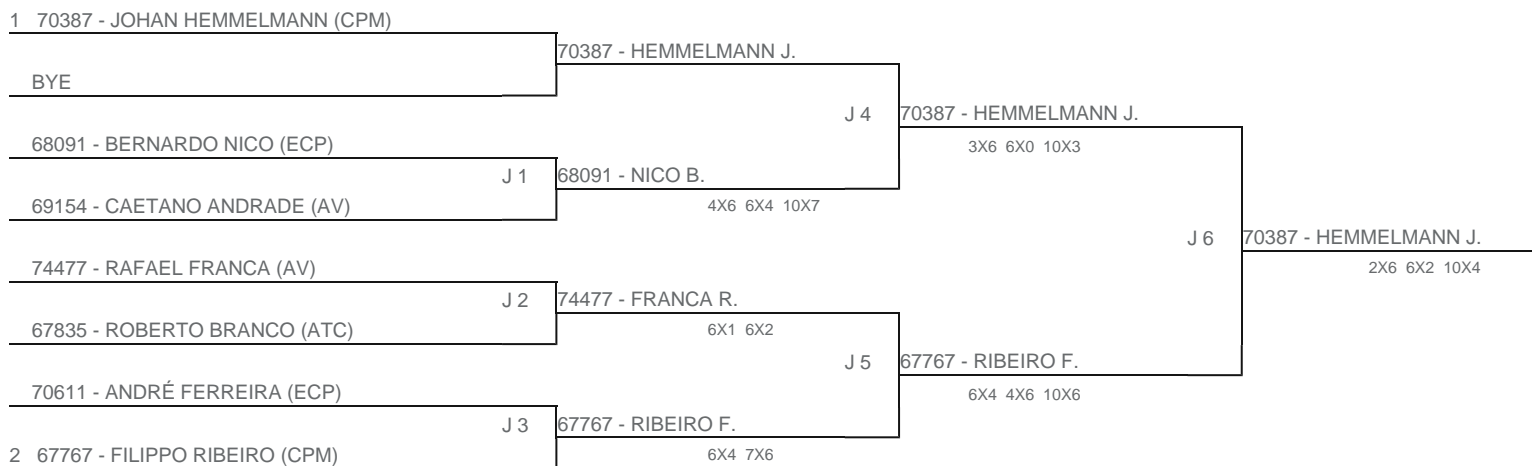 1 70387 - JOHAN HEMMELMANN (CPM)
70387 - HEMMELMANN J.
BYE
J 4 70387 - HEMMELMANN J.
68091 - BERNARDO NICO (ECP)
3X6 6X0 10X3
J 1 68091 - NICO B.
69154 - CAETANO ANDRADE (AV)
4X6 6X4 10X7
J 6 70387 - HEMMELMANN J.
74477 - RAFAEL FRANCA (AV)
2X6 6X2 10X4
J 2 74477 - FRANCA R.
67835 - ROBERTO BRANCO (ATC)
6X1 6X2
J 5 67767 - RIBEIRO F.
70611 - ANDRÉ FERREIRA (ECP)
6X4 4X6 10X6
J 3 67767 - RIBEIRO F.
2 67767 - FILIPPO RIBEIRO (CPM)
6X4 7X6